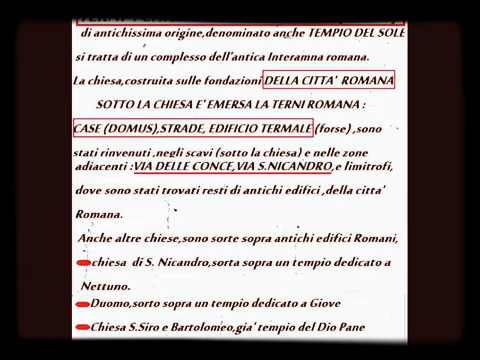 di antichissima origine,denominato anche TEMPIO DEL SOLE
si tratta di un complesso dell'antica Interamna romana.
La chiesa,costruita sulle fondazioni DELLA CITTA' ROMANA
SOTTO LA CHIESA E' EMERSA LA TERNI ROMANA :
CASE (DOMUS),STRADE, EDIFICIO TERMALE (forse) ,sono
stati rinvenuti ,negli scavi (sotto la chiesa) e nelle zone
adiacenti :VIA DELLE CONCE,VIA S.NICANDRO,e limitrofi,
dove sono stati trovati resti di antichi edifici ,della citta'
Romana.
Anche altre chiese,sono sorte sopra antichi edifici Romani,
chiesa di S. Nicandro,sorta sopra un tempio dedicato a
Nettuno.
Duomo,sorto sopra un tempio dedicato a Giove
Chiesa S.Siro e Bartolomeo,gia' tempio del Dio Pane